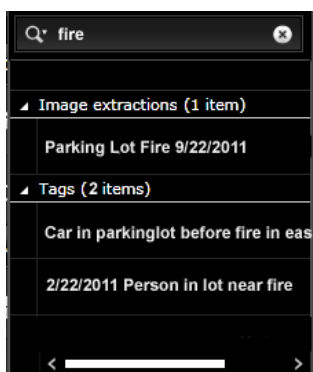 fire
Image extractions (1 item)
Parking Lot Fire 9/22/2011
Tags (2 items)
Car in parkinglot before fire in eas
2/22/2011 Person in lot near fire